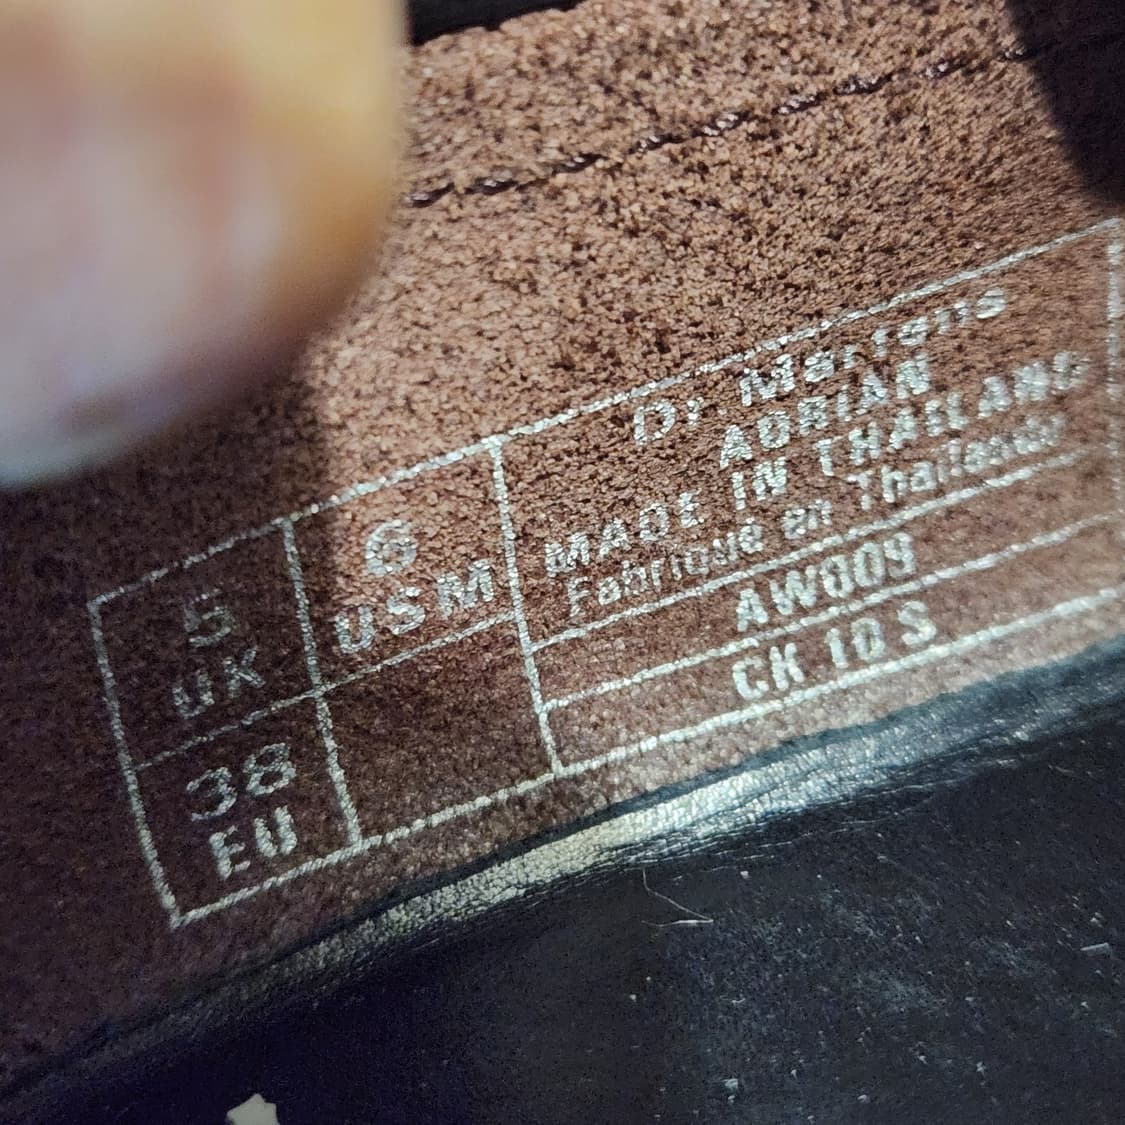 5
UK
6
USM
38
EU
Dr. Martens
ADRIAN
MADE IN THAILAND
Fabriqué en Thaïlande
AW009
CK 10 S